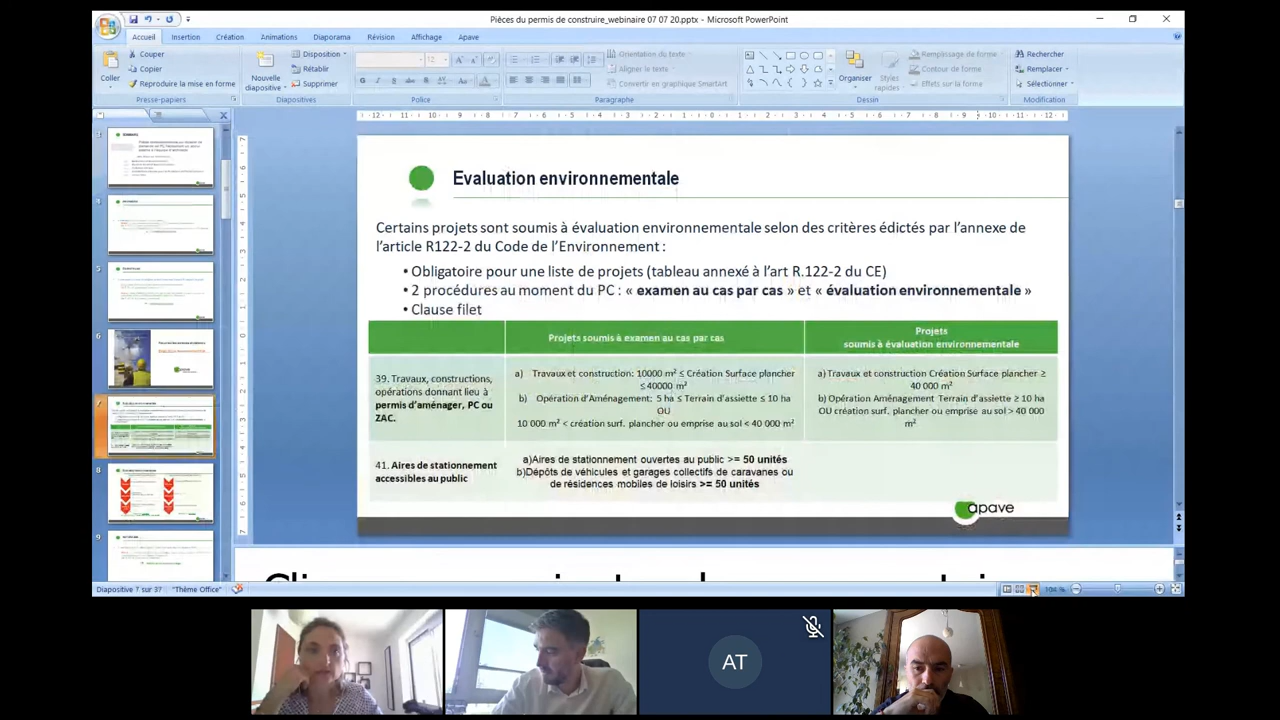 Pièces du permis de construire_webinaire 07 07 20.pptx - Microsoft PowerPoint
Accueil Insertion Création Animations Diaporama Révision Affichage Apave
Coller
Couper
Copier
Reproduire la mise en forme
Presse-papiers
Nouvelle diapositive
Disposition
Rétablir
Supprimer
Diapositives
Police
Orientation du texte
Aligner le texte
Convertir en graphique SmartArt
Paragraphe
Organiser
Styles rapides
Remplissage de forme
Contour de forme
Effets sur la forme
Dessin
Rechercher
Remplacer
Sélectionner
Modification
Evaluation environnementale
Certains projets sont soumis à évaluation environnementale selon des critères édictés par l’annexe de
l’article R122-2 du Code de l’Environnement :
• Obligatoire pour une liste de projets (tableau annexé à l’art R.122-2 du CE)
• 2 procédures au moment du PC : « examen au cas par cas » et « évaluation environnementale »
• Clause filet
Projets soumis à examen au cas par cas
Projets
soumis à évaluation environnementale
39. Travaux, constructions,
opérations donnant lieu à
permis d’aménager, PC ou
ZAC.
a) Travaux et construction: 10000 m² ≤ Création Surface plancher
≤ 40000 m²
b) Opération d’Aménagement: 5 ha ≤ Terrain d’assiette ≤ 10 ha
OU
10 000 m² < création surf. plancher ou emprise au sol < 40 000 m²
a) Travaux et construction Création Surface plancher ≥
40 000 m²
b) Opération Aménagement Terrain d’assiette ≥ 10 ha
OU création surf. plancher ou emprise au sol > 40 000
m²
41. Aires de stationnement
accessibles au public
a)Aires de stationnement ouvertes au public >= 50 unités
b)Dépôts de véhicules et garages collectifs de caravanes ou
de résidences mobiles de loisirs >= 50 unités
apave
Diapositive 7 sur 37 "Thème Office"
104 %
AT